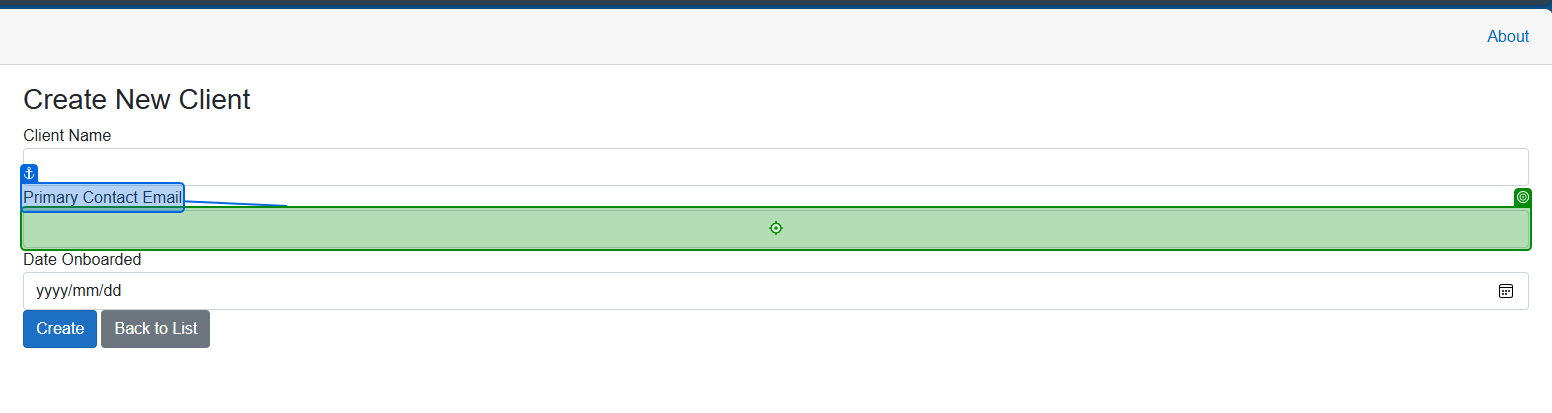 About
Create New Client
Client Name
Primary Contact Email
Date Onboarded
yyyy/mm/dd
Create Back to List